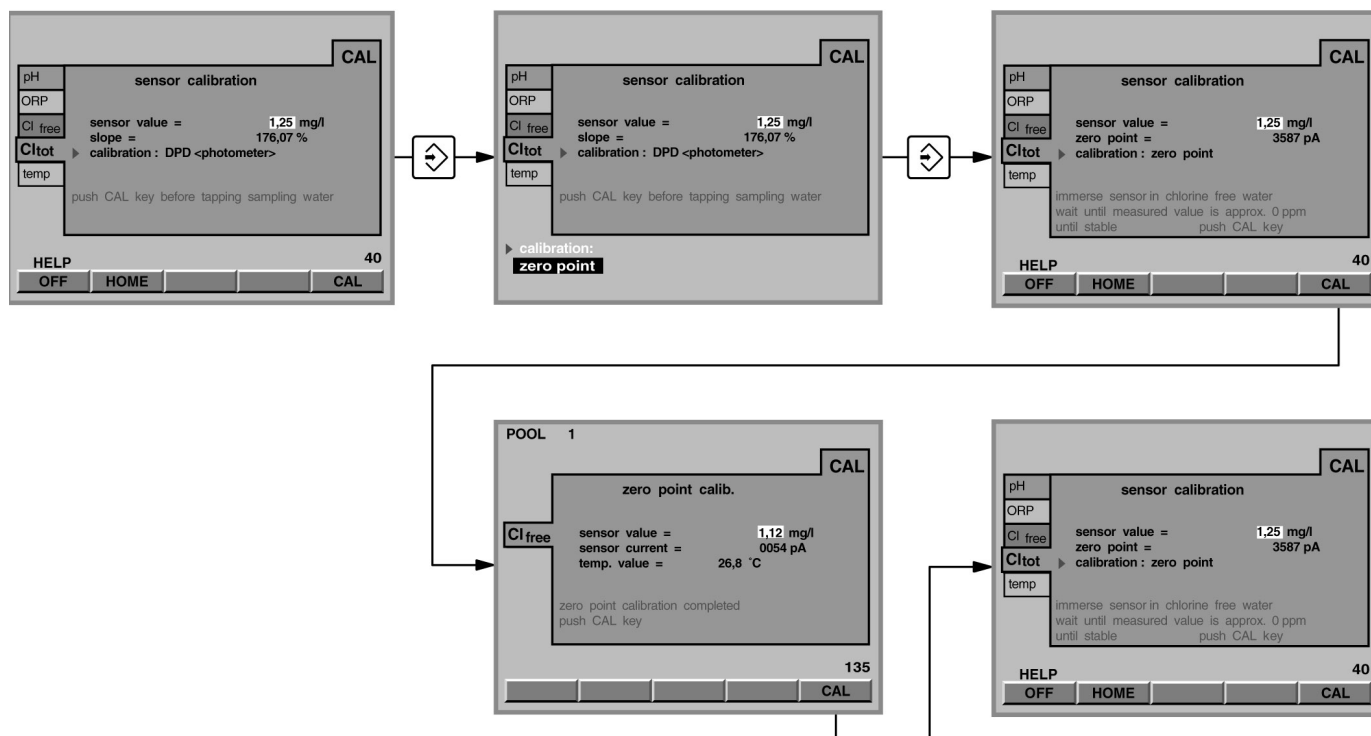 CAL
pH
sensor calibration
ORP
Cl free
sensor value = 1,25 mg/l
slope = 176,07 %
Cltot
calibration : DPD <photometer>
temp
push CAL key before tapping sampling water
HELP
40
OFF HOME CAL
CAL
pH
sensor calibration
ORP
Cl free
sensor value = 1,25 mg/l
slope = 176,07 %
Cltot
calibration : DPD <photometer>
temp
push CAL key before tapping sampling water
calibration:
zero point
CAL
pH
sensor calibration
ORP
Cl free
sensor value = 1,25 mg/l
zero point = 3587 pA
Cltot
calibration : zero point
temp
immerse sensor in chlorine free water
wait until measured value is approx. 0 ppm
until stable push CAL key
HELP
40
OFF HOME CAL
POOL 1
CAL
zero point calib.
Cl free
sensor value = 1,12 mg/l
sensor current = 0054 pA
temp. value = 26,8 °C
zero point calibration completed
push CAL key
135
CAL
CAL
pH
sensor calibration
ORP
Cl free
sensor value = 1,25 mg/l
zero point = 3587 pA
Cltot
calibration : zero point
temp
immerse sensor in chlorine free water
wait until measured value is approx. 0 ppm
until stable push CAL key
HELP
40
OFF HOME CAL